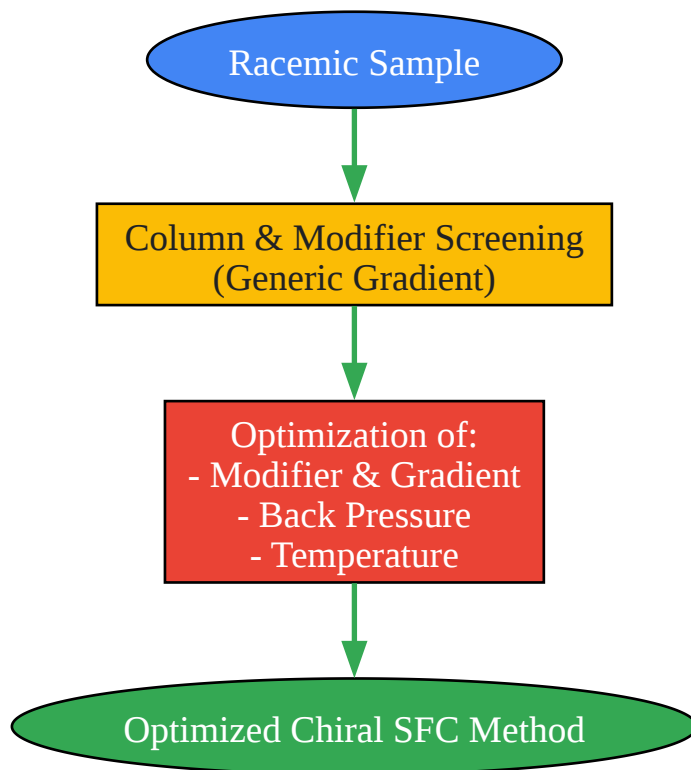 Racemic Sample
Column & Modifier Screening
(Generic Gradient)
Optimization of:
- Modifier & Gradient
- Back Pressure
- Temperature
Optimized Chiral SFC Method